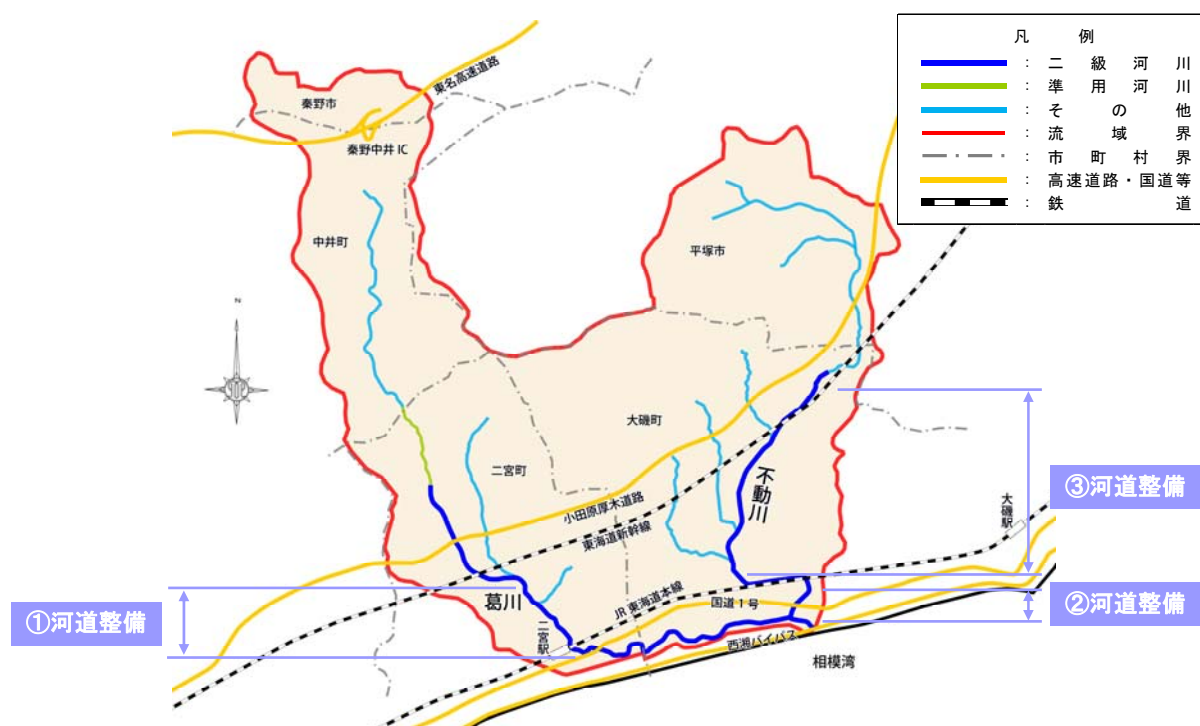 凡 例
： 二級河川
： 準用河川
： その他
： 流域界
： 市町村界
： 高速道路・国道等
： 鉄道
東名高速道路
秦野市
秦野中井IC
中井町
平塚市
N
大磯町
二宮町
不動川
③河道整備
小田原厚木道路
大磯駅
東海道新幹線
葛川
JR東海道本線
国道1号
②河道整備
①河道整備
二宮駅
西湘バイパス
相模湾